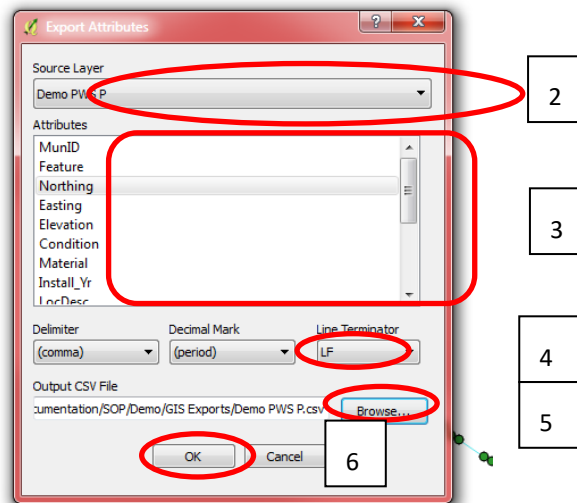 Export Attributes
Source Layer
Demo PWS P
2
Attributes
MunID
Feature
Northing
Easting
Elevation
Condition
Material
Install_Yr
LocDesc
3
Delimiter Decimal Mark Line Terminator
(comma) (period) LF
4
Output CSV File
:umentation/SOP/Demo/GIS Exports/Demo PWS P.csv Browse...
5
OK Cancel
6